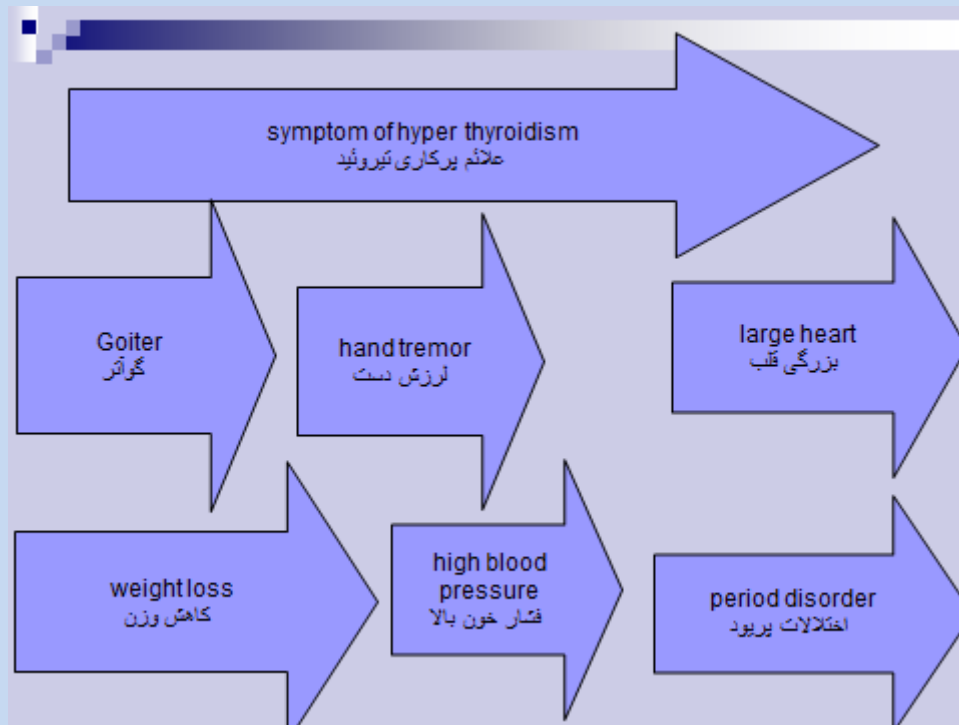 symptom of hyper thyroidism
علائم پرکاری تیروئید
Goiter
گوآتر
hand tremor
لرزش دست
large heart
بزرگی قلب
weight loss
کاهش وزن
high blood
pressure
فشار خون بالا
period disorder
اختلالات پریود